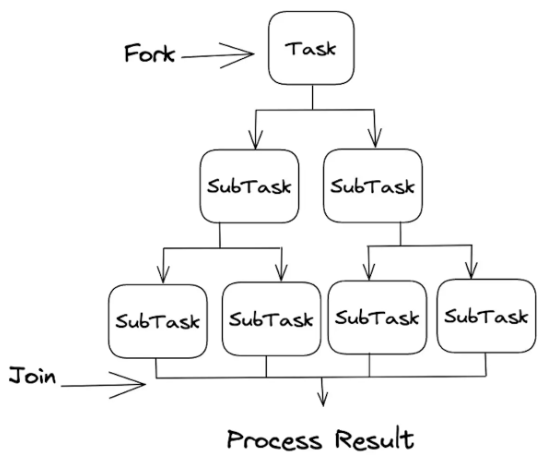 Fork
Task
SubTask
SubTask
SubTask
SubTask
SubTask
SubTask
Join
Process Result